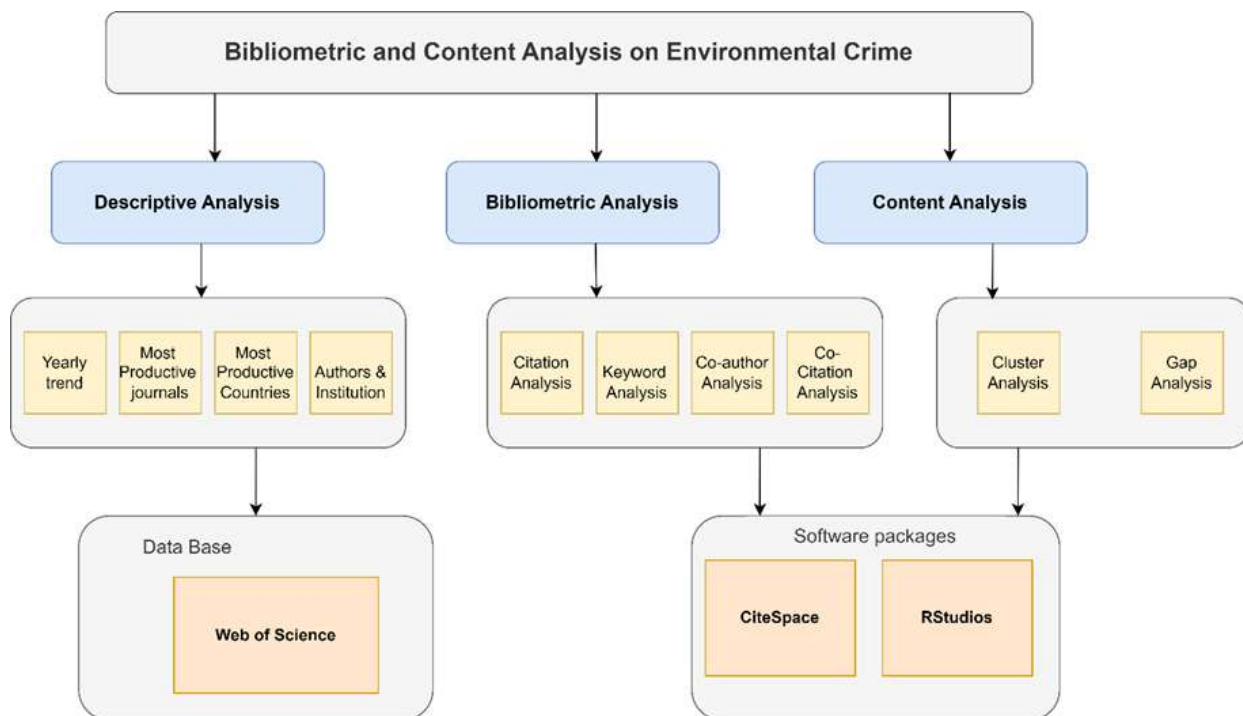 Bibliometric and Content Analysis on Environmental Crime
Descriptive Analysis
Bibliometric Analysis
Content Analysis
Yearly
trend
Most
Productive
journals
Most
Productive
Countries
Authors &
Institution
Citation
Analysis
Keyword
Analysis
Co-author
Analysis
Co-
Citation
Analysis
Cluster
Analysis
Gap
Analysis
Data Base
Web of Science
Software packages
CiteSpace
RStudios